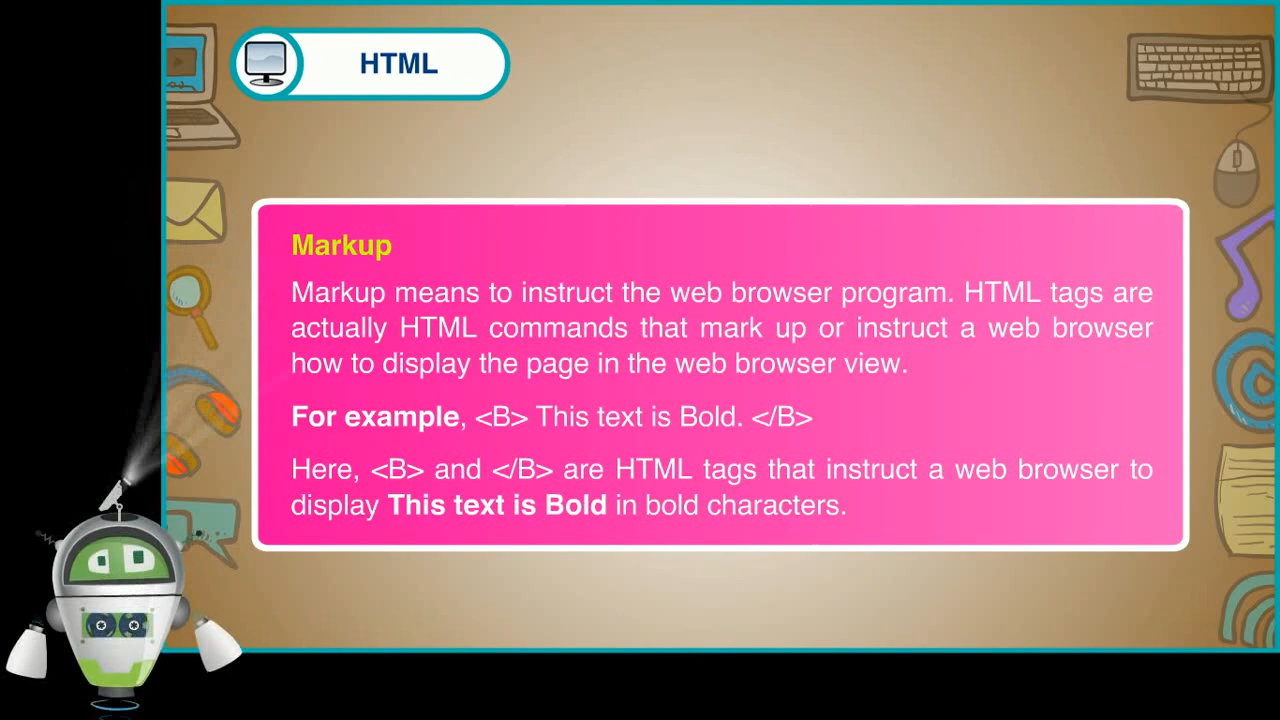 HTML
Markup
Markup means to instruct the web browser program. HTML tags are
actually HTML commands that mark up or instruct a web browser
how to display the page in the web browser view.
For example, <B> This text is Bold. </B>
Here, <B> and </B> are HTML tags that instruct a web browser to
display This text is Bold in bold characters.